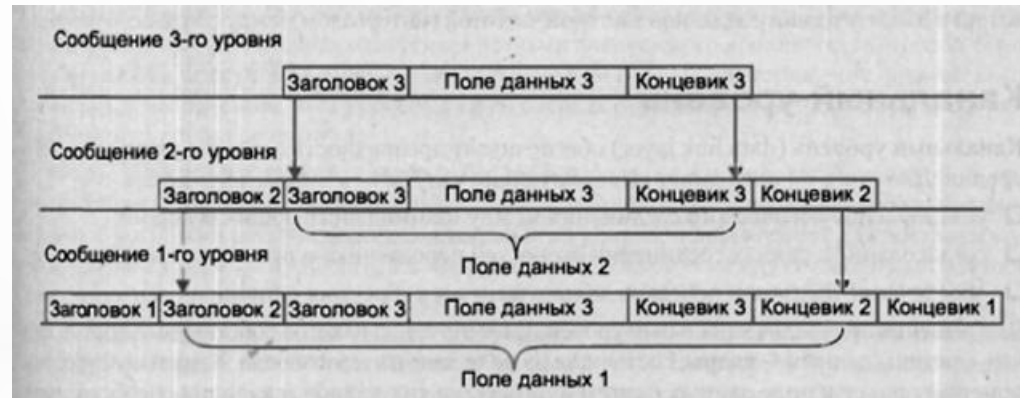 Сообщение 3-го уровня
Заголовок 3 Поле данных 3 Концевик 3
Сообщение 2-го уровня
Заголовок 2 Заголовок 3 Поле данных 3 Концевик 3 Концевик 2
Поле данных 2
Сообщение 1-го уровня
Заголовок 1 Заголовок 2 Заголовок 3 Поле данных 3 Концевик 3 Концевик 2 Концевик 1
Поле данных 1